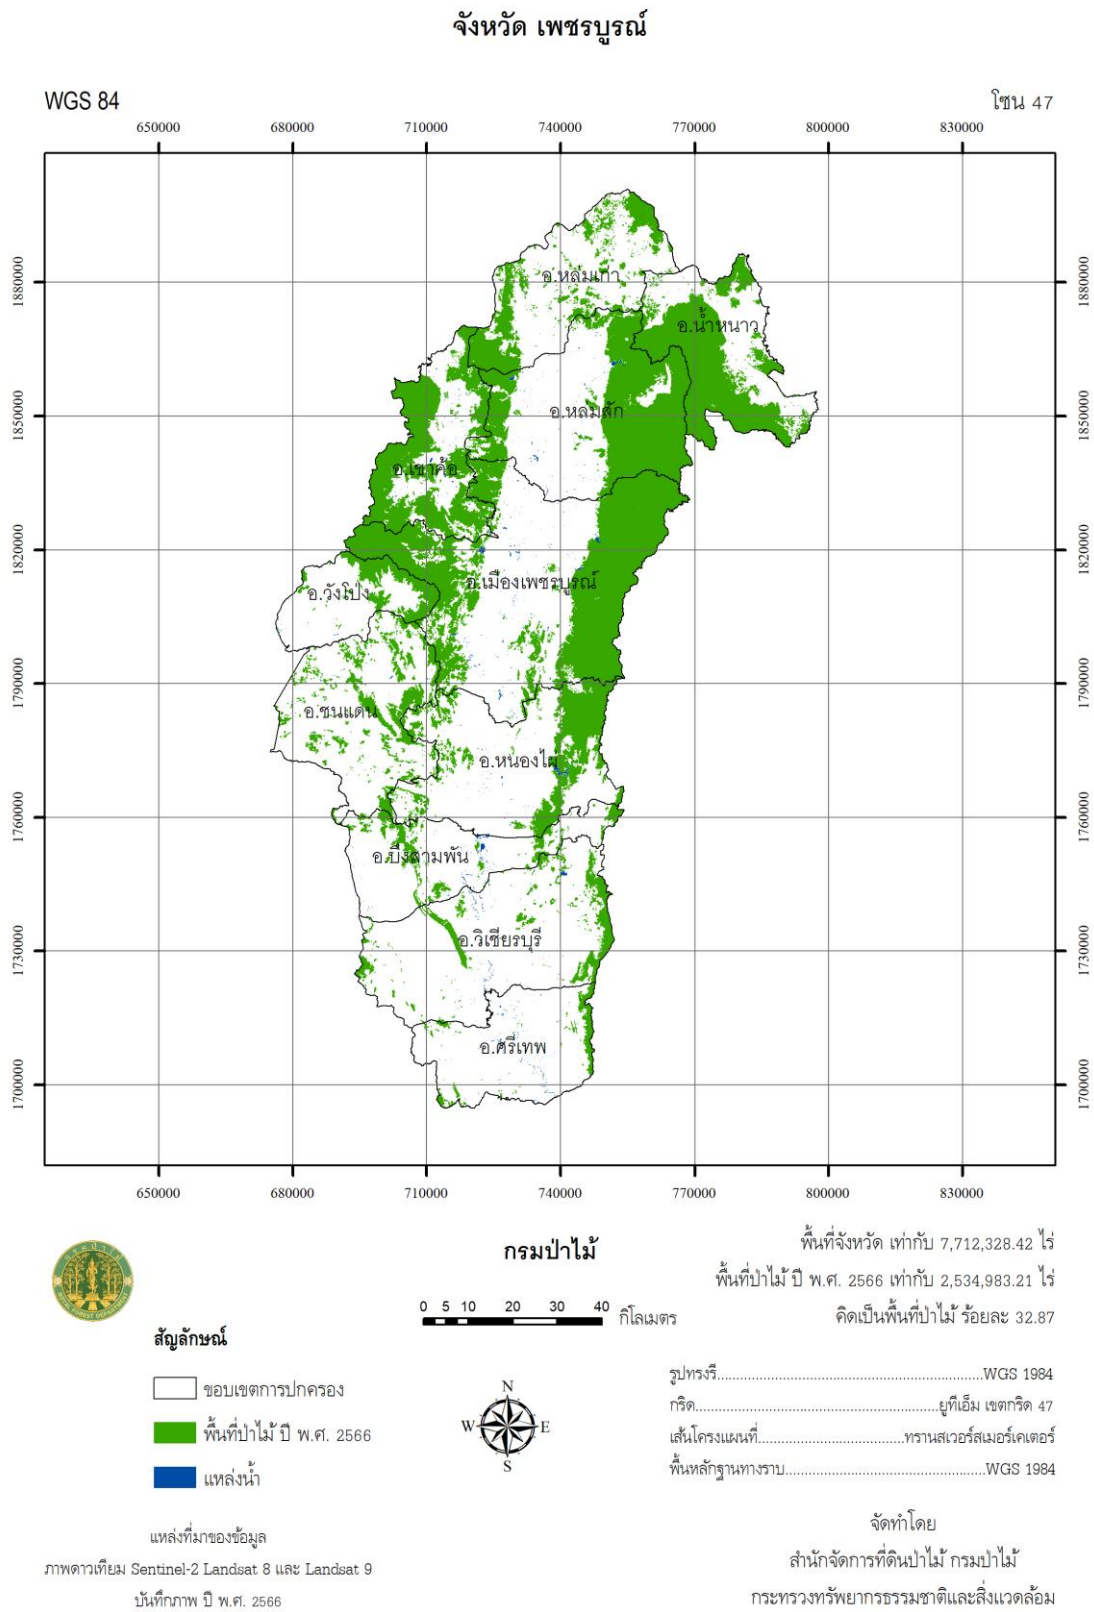 จังหวัด เพชรบูรณ์
WGS 84
โซน 47
650000 680000 710000 740000 770000 800000 830000
1880000 1880000
1850000 1850000
1820000 1820000
1790000 1790000
1760000 1760000
1730000 1730000
1700000 1700000
อ.หล่มเก่า
อ.น้ำหนาว
อ.หล่มสัก
อ.เขาค้อ
อ.เมืองเพชรบูรณ์
อ.วังโป่ง
อ.ชนแดน
อ.หนองไผ่
อ.บึงสามพัน
อ.วิเชียรบุรี
อ.ศรีเทพ
650000 680000 710000 740000 770000 800000 830000
กรมป่าไม้
ROYAL FOREST DEPARTMENT
กรมป่าไม้
0 5 10 20 30 40 กิโลเมตร
พื้นที่จังหวัด เท่ากับ 7,712,328.42 ไร่
พื้นที่ป่าไม้ ปี พ.ศ. 2566 เท่ากับ 2,534,983.21 ไร่
คิดเป็นพื้นที่ป่าไม้ ร้อยละ 32.87
สัญลักษณ์
ขอบเขตการปกครอง
พื้นที่ป่าไม้ ปี พ.ศ. 2566
แหล่งน้ำ
N
W E
S
รูปทรงรี..........WGS 1984
กริด..........ยูทีเอ็ม เขตกริด 47
เส้นโครงแผนที่..........ทรานสเวอร์สเมอร์เคเตอร์
พื้นหลักฐานทางราบ..........WGS 1984
แหล่งที่มาของข้อมูล
ภาพดาวเทียม Sentinel-2 Landsat 8 และ Landsat 9
บันทึกภาพ ปี พ.ศ. 2566
จัดทำโดย
สำนักจัดการที่ดินป่าไม้ กรมป่าไม้
กระทรวงทรัพยากรธรรมชาติและสิ่งแวดล้อม